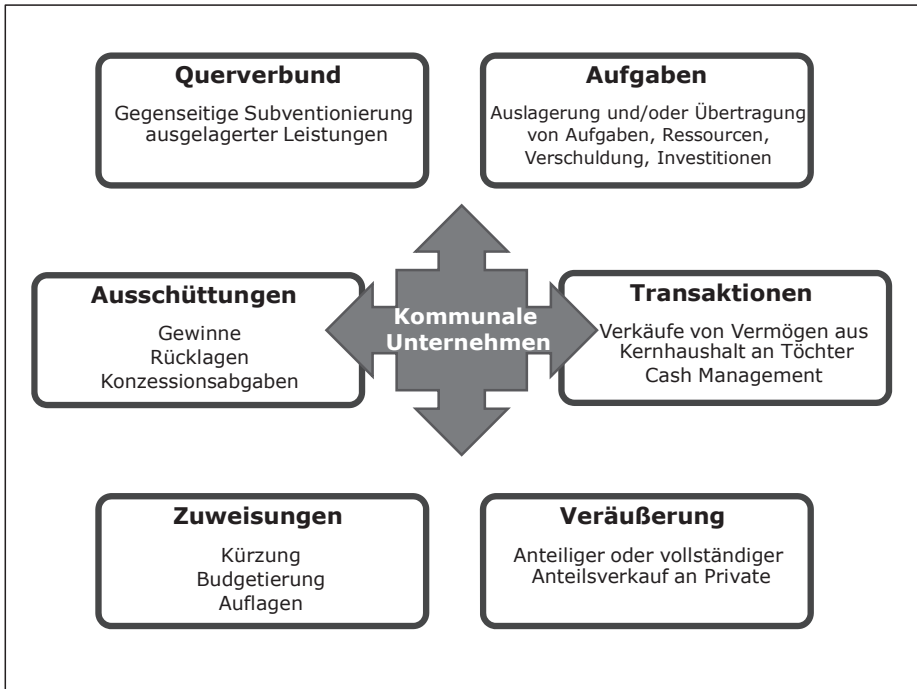 Querverbund
Gegenseitige Subventionierung
ausgelagerter Leistungen
Aufgaben
Auslagerung und/oder Übertragung
von Aufgaben, Ressourcen,
Verschuldung, Investitionen
Ausschüttungen
Gewinne
Rücklagen
Konzessionsabgaben
Kommunale
Unternehmen
Transaktionen
Verkäufe von Vermögen aus
Kernhaushalt an Töchter
Cash Management
Zuweisungen
Kürzung
Budgetierung
Auflagen
Veräußerung
Anteiliger oder vollständiger
Anteilsverkauf an Private